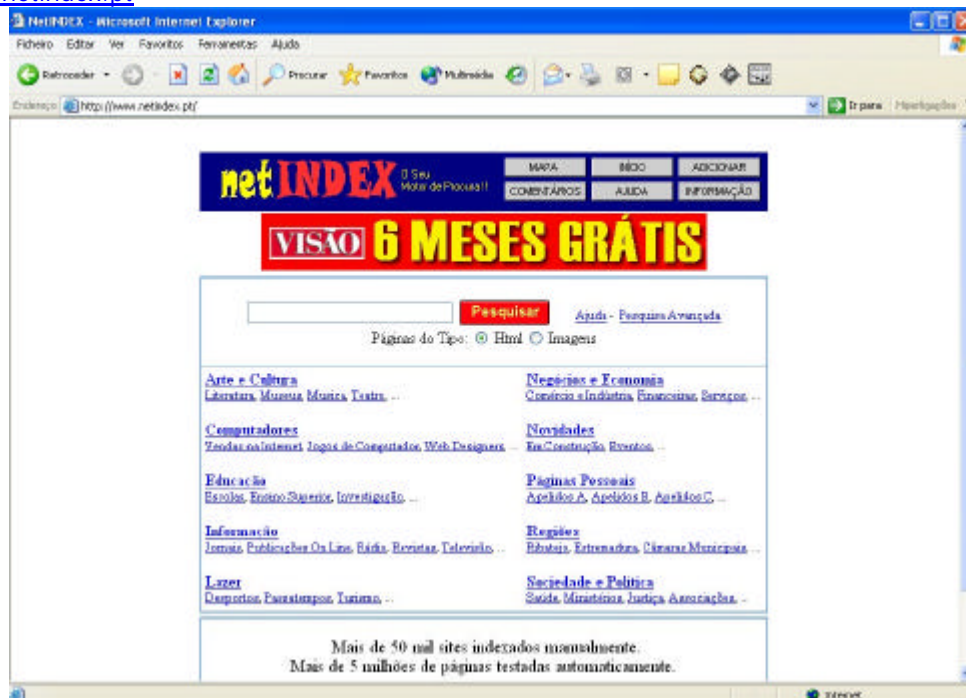 NetINDEX - Microsoft Internet Explorer
Ficheiro Editar Ver Favoritos Ferramentas Ajuda
Retroceder Procurar Favoritos Multimédia
Endereço http://www.netindex.pt/ Ir para Hiperligações
netINDEX O Seu Motor de Procura!! MAPA INÍCIO ADICIONAR
COMENTÁRIOS AJUDA INFORMAÇÃO
VISÃO 6 MESES GRÁTIS
Pesquisar Ajuda - Pesquisa Avançada
Páginas do Tipo: Html Imagens
Arte e Cultura
Literatura, Museus, Musica, Teatro, ...
Negócios e Economia
Comércio e Indústria, Financeiras, Serviços, ...
Computadores
Vendas na Internet, Jogos de Computador, Web Designers, ...
Novidades
Em Construção, Eventos, ...
Educação
Escolas, Ensino Superior, Investigação, ...
Páginas Pessoais
Apelidos A, Apelidos B, Apelidos C, ...
Informação
Jornais, Publicações On Line, Rádio, Revistas, Televisão, ...
Regiões
Ribatejo, Estremadura, Câmaras Municipais, ...
Lazer
Desportos, Passatempos, Turismo, ...
Sociedade e Politica
Saúde, Ministérios, Justiça, Associações, ...
Mais de 50 mil sites indexados manualmente.
Mais de 5 milhões de páginas testadas automaticamente.
Internet